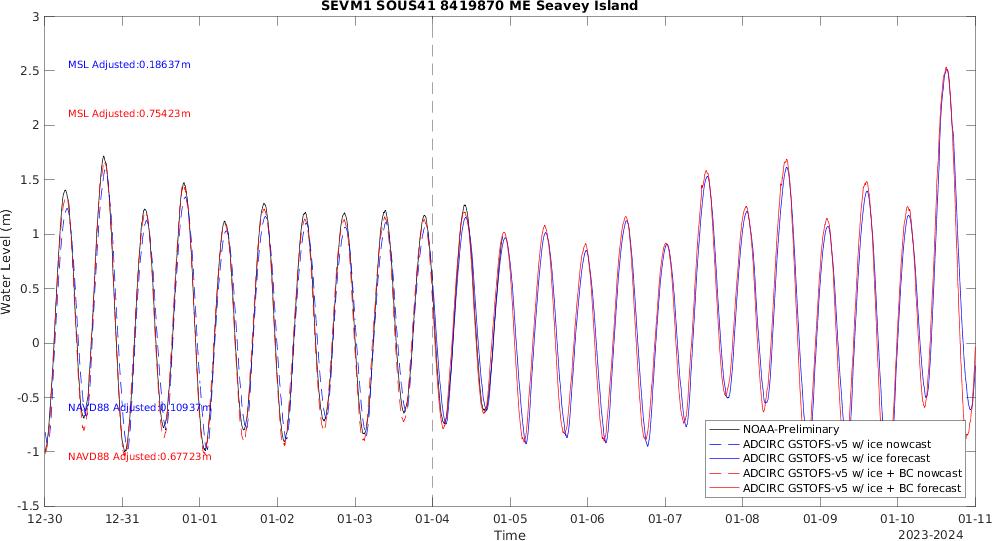 SEVM1 SOUS41 8419870 ME Seavey Island
3
2.5
2
1.5
1
0.5
0
-0.5
-1
-1.5
Water Level (m)
MSL Adjusted:0.18637m
MSL Adjusted:0.75423m
NAVD88 Adjusted:0.10937m
NAVD88 Adjusted:0.67723m
NOAA-Preliminary
ADCIRC GSTOFS-v5 w/ ice nowcast
ADCIRC GSTOFS-v5 w/ ice forecast
ADCIRC GSTOFS-v5 w/ ice + BC nowcast
ADCIRC GSTOFS-v5 w/ ice + BC forecast
12-30 12-31 01-01 01-02 01-03 01-04 01-05 01-06 01-07 01-08 01-09 01-10 01-11
Time
2023-2024